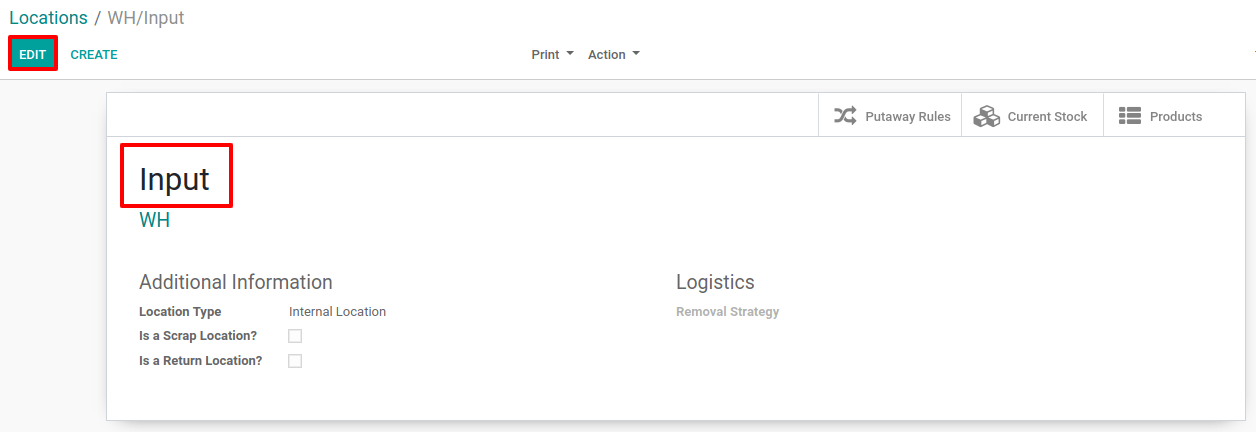 Locations / WH/Input
EDIT CREATE Print Action
Putaway Rules Current Stock Products
Input
WH
Additional Information Logistics
Location Type Internal Location Removal Strategy
Is a Scrap Location?
Is a Return Location?